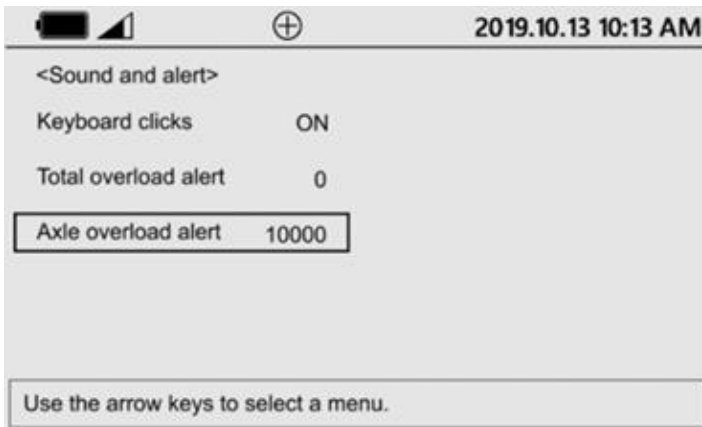 2019.10.13 10:13 AM
<Sound and alert>
Keyboard clicks ON
Total overload alert 0
Axle overload alert 10000
Use the arrow keys to select a menu.